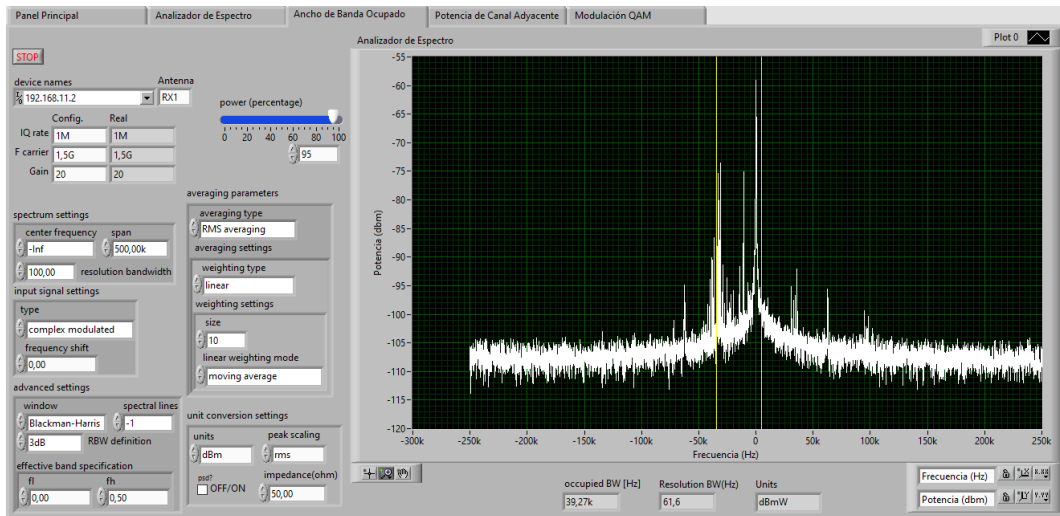 Panel Principal
Analizador de Espectro
Ancho de Banda Ocupado
Potencia de Canal Adyacente
Modulación QAM
STOP
device names
Antenna
192.168.11.2
RX1
Config.
Real
IQ rate
1M
1M
F carrier
1,5G
1,5G
Gain
20
20
power (percentage)
0 20 40 60 80 100
95
spectrum settings
center frequency
span
-Inf
500,00k
100,00
resolution bandwidth
input signal settings
type
complex modulated
frequency shift
0,00
advanced settings
window
spectral lines
Blackman-Harris
-1
3dB
RBW definition
effective band specification
fl
fh
0,00
0,50
averaging parameters
averaging type
RMS averaging
averaging settings
weighting type
linear
weighting settings
size
10
linear weighting mode
moving average
unit conversion settings
units
peak scaling
dBm
rms
psd?
OFF/ON
impedance(ohm)
50,00
Analizador de Espectro
Plot 0
Potencia (dbm)
-55
-60
-65
-70
-75
-80
-85
-90
-95
-100
-105
-110
-115
-120
-300k -250k -200k -150k -100k -50k 0 50k 100k 150k 200k 250k
Frecuencia (Hz)
occupied BW [Hz]
Resolution BW(Hz)
Units
39,27k
61,6
dBmW
Frecuencia (Hz)
Potencia (dbm)